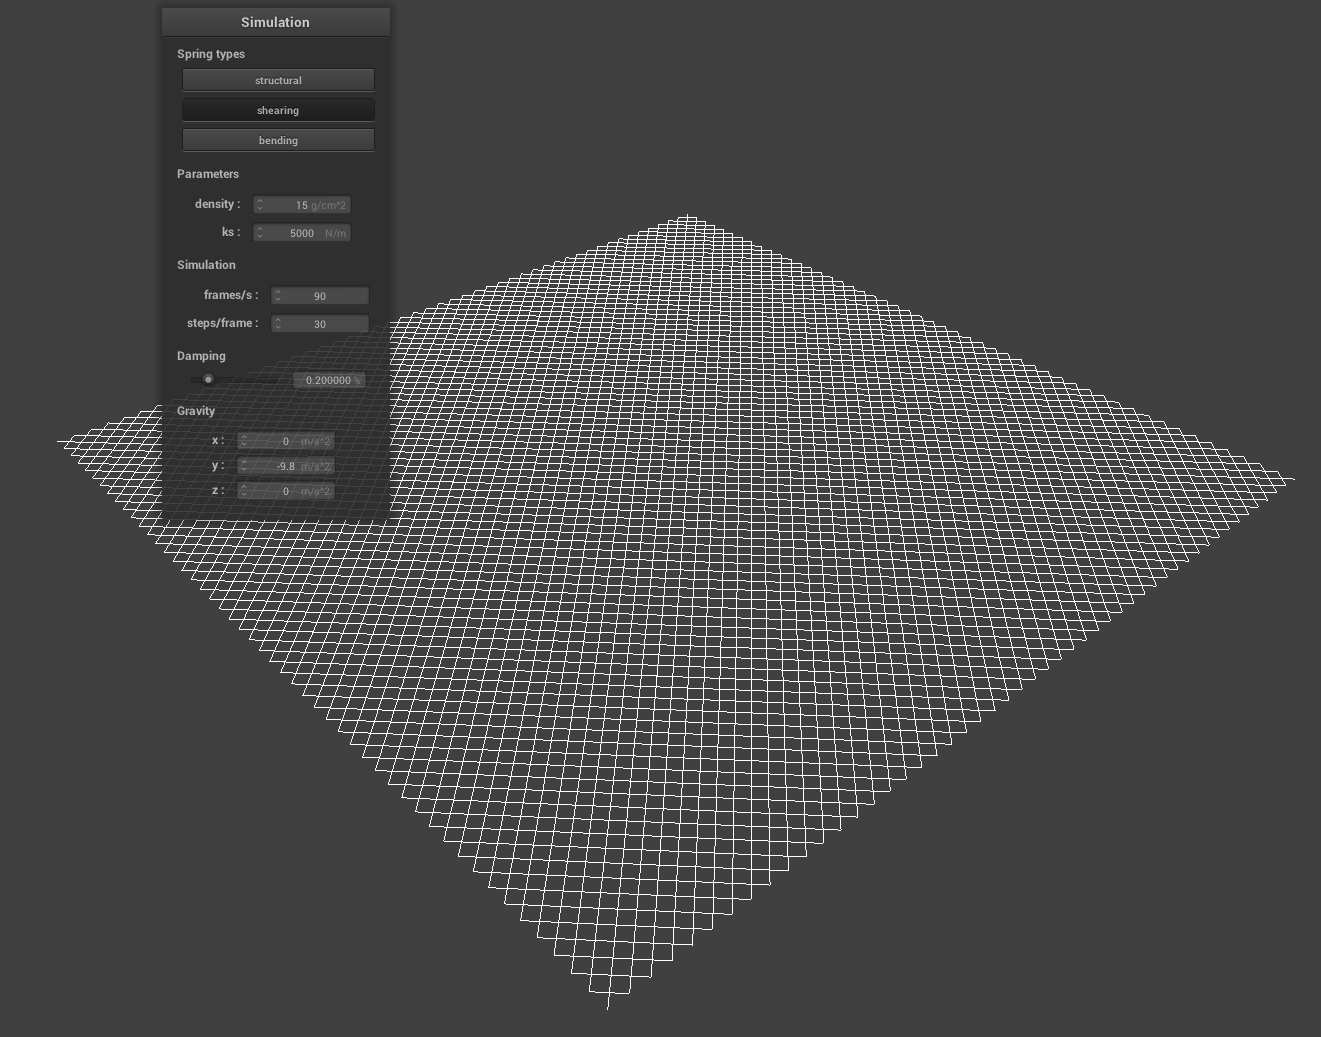 Simulation
Spring types
structural
shearing
bending
Parameters
density : 15 g/cm^2
ks : 5000 N/m
Simulation
frames/s : 90
steps/frame : 30
Damping
0.200000 %
Gravity
x : 0 m/s^2
y : -9.8 m/s^2
z : 0 m/s^2